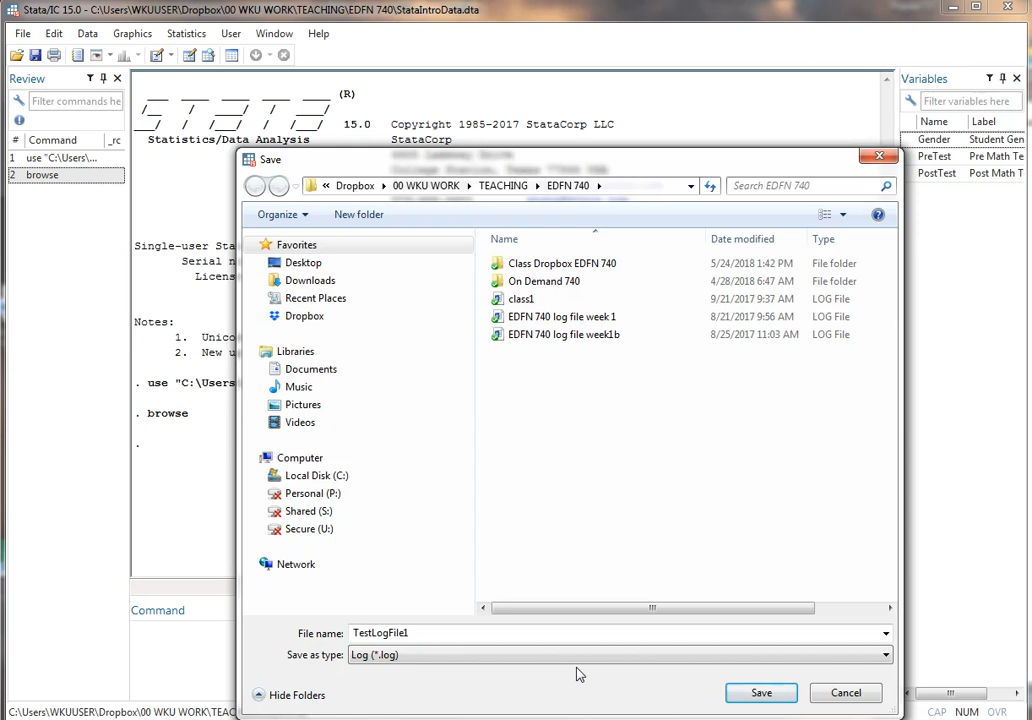 Stata/IC 15.0 - C:\Users\WKUUSER\Dropbox\00 WKU WORK\TEACHING\EDFN 740\StataIntroData.dta
File Edit Data Graphics Statistics User Window Help
Review
Filter commands he
# Command _rc
1 use "C:\Users\...
2 browse
(R)
15.0 Copyright 1985-2017 StataCorp LLC
Statistics/Data Analysis StataCorp
Single-user Sta
Serial n
Licens
Notes:
1. Unico
2. New u
. use "C:\Users
. browse
.
Command
Variables
Filter variables here
Name Label
Gender Student Gen
PreTest Pre Math Te
PostTest Post Math T
Save
« Dropbox 00 WKU WORK TEACHING EDFN 740
Search EDFN 740
Organize New folder
Favorites
Desktop
Downloads
Recent Places
Dropbox
Libraries
Documents
Music
Pictures
Videos
Computer
Local Disk (C:)
Personal (P:)
Shared (S:)
Secure (U:)
Network
Name Date modified Type
Class Dropbox EDFN 740 5/24/2018 1:42 PM File folder
On Demand 740 4/28/2018 6:47 AM File folder
class1 9/21/2017 9:37 AM LOG File
EDFN 740 log file week 1 8/21/2017 9:56 AM LOG File
EDFN 740 log file week1b 8/25/2017 11:03 AM LOG File
File name: TestLogFile1
Save as type: Log (*.log)
Hide Folders
Save Cancel
C:\Users\WKUUSER\Dropbox\00 WKU WORK\TEAC
CAP NUM OVR